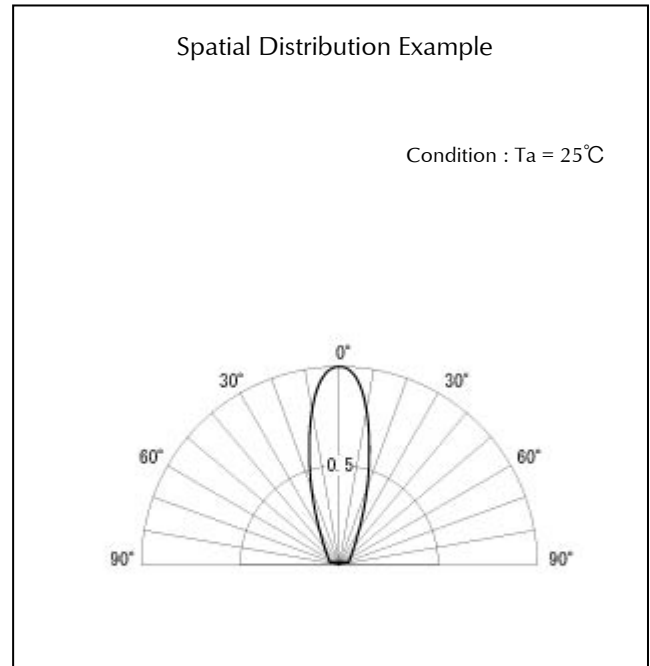 Spatial Distribution Example
Condition : Ta = 25℃
0°
30° 30°
0. 5
60° 60°
90° 90°